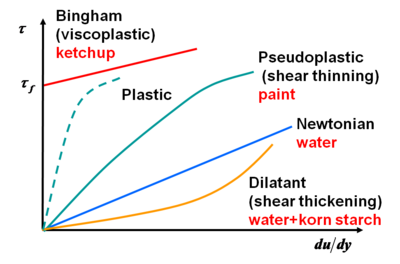 Bingham
(viscoplastic)
ketchup
τ
τf
Plastic
Pseudoplastic
(shear thinning)
paint
Newtonian
water
Dilatant
(shear thickening)
water+korn starch
du/dy